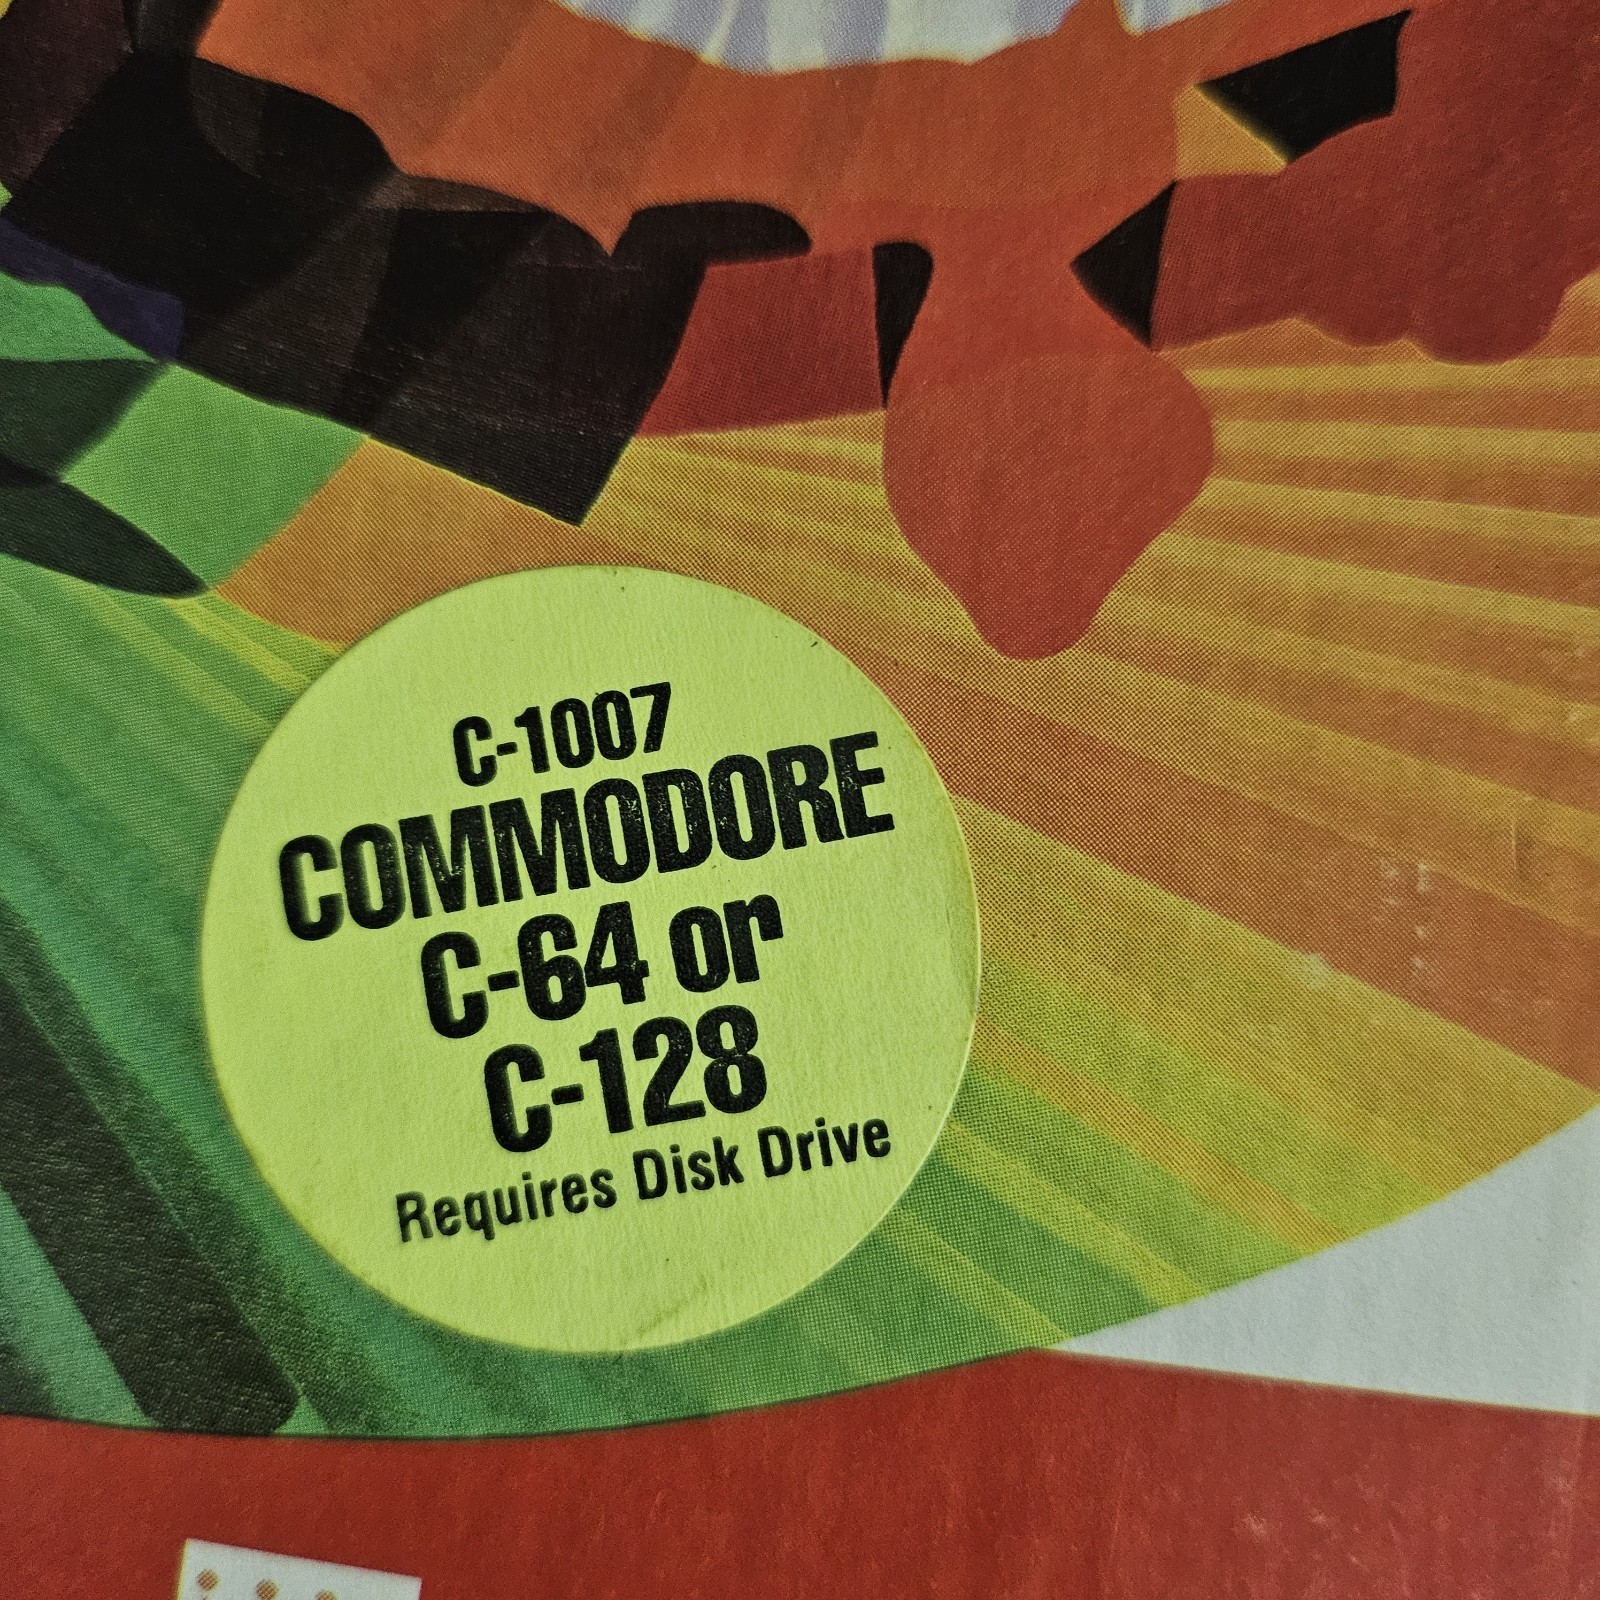 C-1007
COMMODORE
C-64 or
C-128
Requires Disk Drive